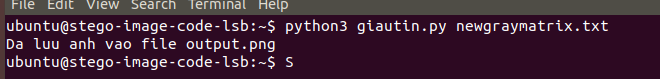 File Edit View Search Terminal Help
ubuntu@stego-image-code-lsb:~$ python3 giautin.py newgraymatrix.txt
Da luu anh vao file output.png
ubuntu@stego-image-code-lsb:~$ S